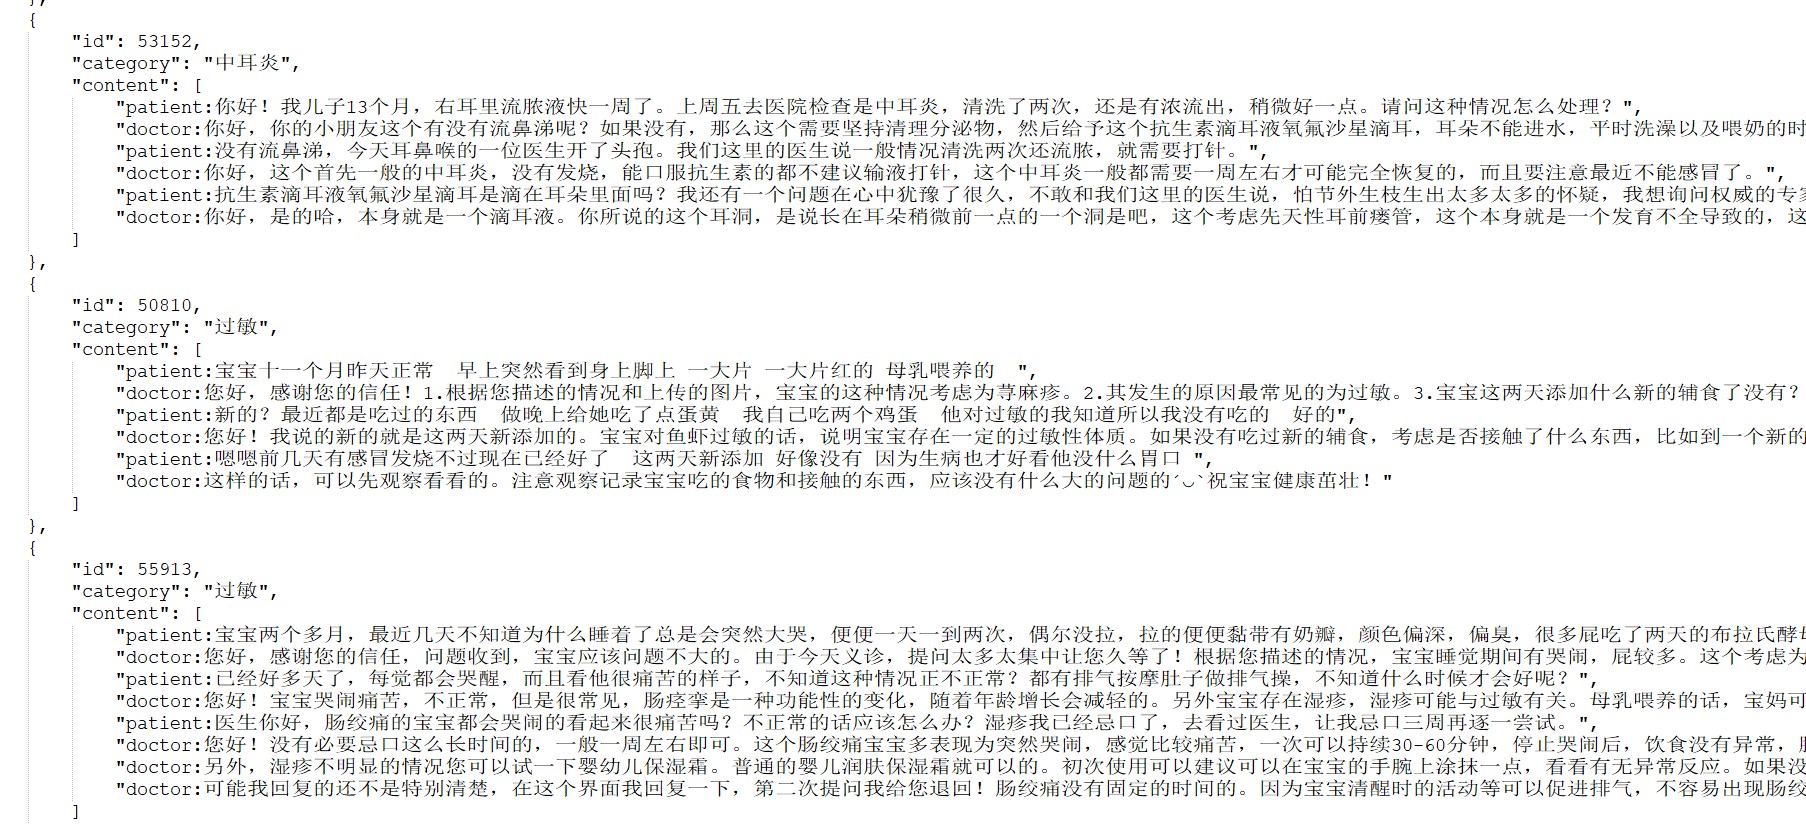 },
{
"id": 53152,
"category": "中耳炎",
"content": [
"patient:你好！我儿子13个月，右耳里流脓液快一周了。上周五去医院检查是中耳炎，清洗了两次，还是有浓流出，稍微好一点。请问这种情况怎么处理？",
"doctor:你好，你的小朋友这个有没有流鼻涕呢？如果没有，那么这个需要坚持清理分泌物，然后给予这个抗生素滴耳液氧氟沙星滴耳，耳朵不能进水，平时洗澡以及喂奶的时
"patient:没有流鼻涕，今天耳鼻喉的一位医生开了头孢。我们这里的医生说一般情况清洗两次还流脓，就需要打针。",
"doctor:你好，这个首先一般的中耳炎，没有发烧，能口服抗生素的都不建议输液打针，这个中耳炎一般都需要一周左右才可能完全恢复的，而且要注意最近不能感冒了。",
"patient:抗生素滴耳液氧氟沙星滴耳是滴在耳朵里面吗？我还有一个问题在心中犹豫了很久，不敢和我们这里的医生说，怕节外生枝生出太多太多的怀疑，我想询问权威的专
"doctor:你好，是的哈，本身就是一个滴耳液。你所说的这个耳洞，是说长在耳朵稍微前一点的一个洞是吧，这个考虑先天性耳前瘘管，这个本身就是一个发育不全导致的，这
]
},
{
"id": 50810,
"category": "过敏",
"content": [
"patient:宝宝十一个月昨天正常　早上突然看到身上脚上 一大片 一大片红的 母乳喂养的　",
"doctor:您好，感谢您的信任！1.根据您描述的情况和上传的图片，宝宝的这种情况考虑为荨麻疹。2.其发生的原因最常见的为过敏。3.宝宝这两天添加什么新的辅食了没有？
"patient:新的？最近都是吃过的东西　做晚上给她吃了点蛋黄　我自己吃两个鸡蛋　他对过敏的我知道所以我没有吃的　好的",
"doctor:您好！我说的新的就是这两天新添加的。宝宝对鱼虾过敏的话，说明宝宝存在一定的过敏性体质。如果没有吃过新的辅食，考虑是否接触了什么东西，比如到一个新的
"patient:嗯嗯前几天有感冒发烧不过现在已经好了　这两天新添加 好像没有 因为生病也才好看他没什么胃口 ",
"doctor:这样的话，可以先观察看看的。注意观察记录宝宝吃的食物和接触的东西，应该没有什么大的问题的´◡`祝宝宝健康茁壮！"
]
},
{
"id": 55913,
"category": "过敏",
"content": [
"patient:宝宝两个多月，最近几天不知道为什么睡着了总是会突然大哭，便便一天一到两次，偶尔没拉，拉的便便黏带有奶瓣，颜色偏深，偏臭，很多屁吃了两天的布拉氏酵母
"doctor:您好，感谢您的信任，问题收到，宝宝应该问题不大的。由于今天义诊，提问太多太集中让您久等了！根据您描述的情况，宝宝睡觉期间有哭闹，屁较多。这个考虑为
"patient:已经好多天了，每觉都会哭醒，而且看他很痛苦的样子，不知道这种情况正不正常？都有排气按摩肚子做排气操，不知道什么时候才会好呢？",
"doctor:您好！宝宝哭闹痛苦，不正常，但是很常见，肠痉挛是一种功能性的变化，随着年龄增长会减轻的。另外宝宝存在湿疹，湿疹可能与过敏有关。母乳喂养的话，宝妈可
"patient:医生你好，肠绞痛的宝宝都会哭闹的看起来很痛苦吗？不正常的话应该怎么办？湿疹我已经忌口了，去看过医生，让我忌口三周再逐一尝试。",
"doctor:您好！没有必要忌口这么长时间的，一般一周左右即可。这个肠绞痛宝宝多表现为突然哭闹，感觉比较痛苦，一次可以持续30-60分钟，停止哭闹后，饮食没有异常，
"doctor:另外，湿疹不明显的情况您可以试一下婴幼儿保湿霜。普通的婴儿润肤保湿霜就可以的。初次使用可以建议可以在宝宝的手腕上涂抹一点，看看有无异常反应。如果没
"doctor:可能我回复的还不是特别清楚，在这个界面我回复一下，第二次提问我给您退回！肠绞痛没有固定的时间的。因为宝宝清醒时的活动等可以促进排气，不容易出现肠绞
]